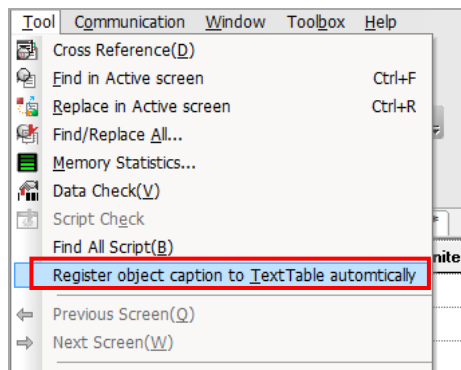 Tool Communication Window Toolbox Help
Cross Reference(D)
Find in Active screen Ctrl+F
Replace in Active screen Ctrl+R
Find/Replace All...
Memory Statistics...
Data Check(V)
Script Check
Find All Script(B)
nite
Register object caption to TextTable automtically
Previous Screen(Q)
Next Screen(W)